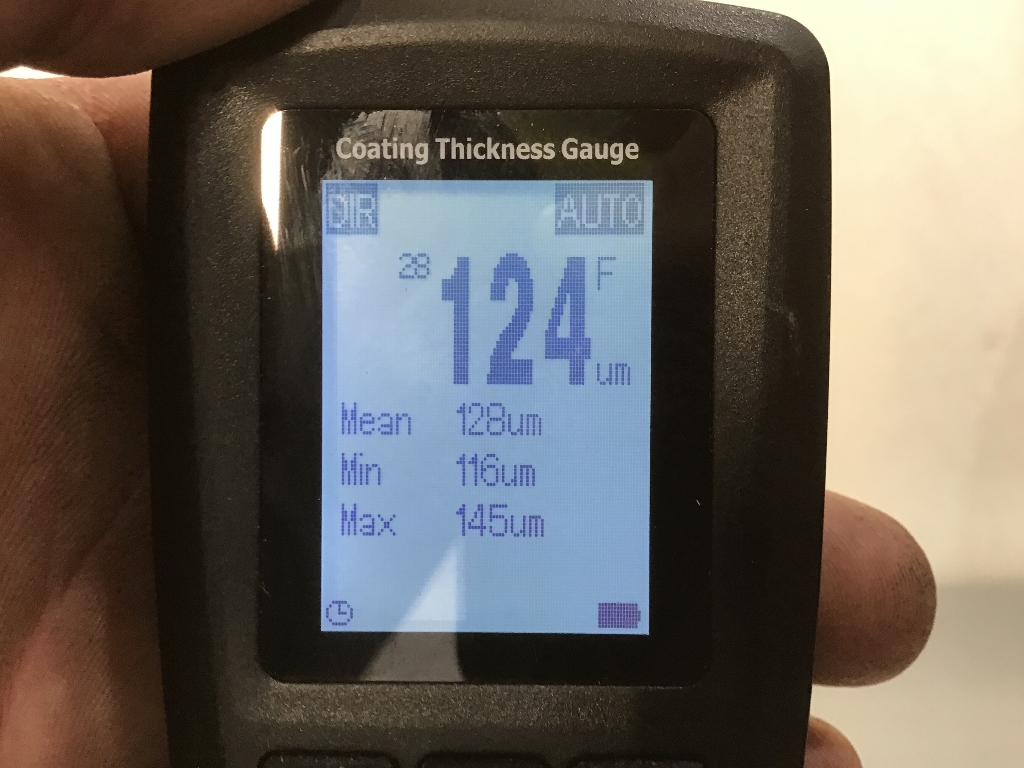 Coating Thickness Gauge
DIR AUTO
28 124 F
um
Mean 128um
Min 116um
Max 145um